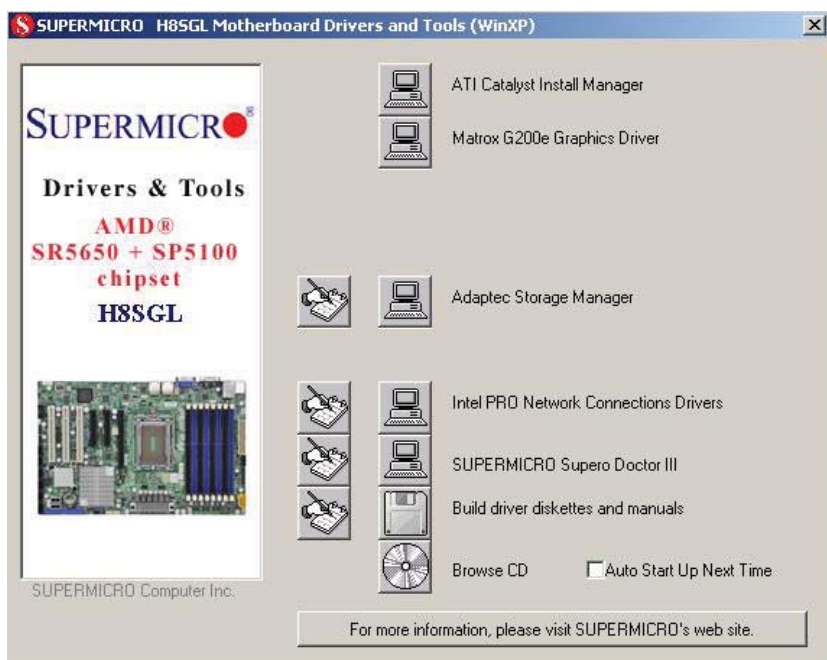 SUPERMICRO H8SGL Motherboard Drivers and Tools (WinXP)
SUPERMICRO®
Drivers & Tools
AMD®
SR5650 + SP5100
chipset
H8SGL
SUPERMICRO Computer Inc.
ATI Catalyst Install Manager
Matrox G200e Graphics Driver
Adaptec Storage Manager
Intel PRO Network Connections Drivers
SUPERMICRO Supero Doctor III
Build driver diskettes and manuals
Browse CD
Auto Start Up Next Time
For more information, please visit SUPERMICRO's web site.